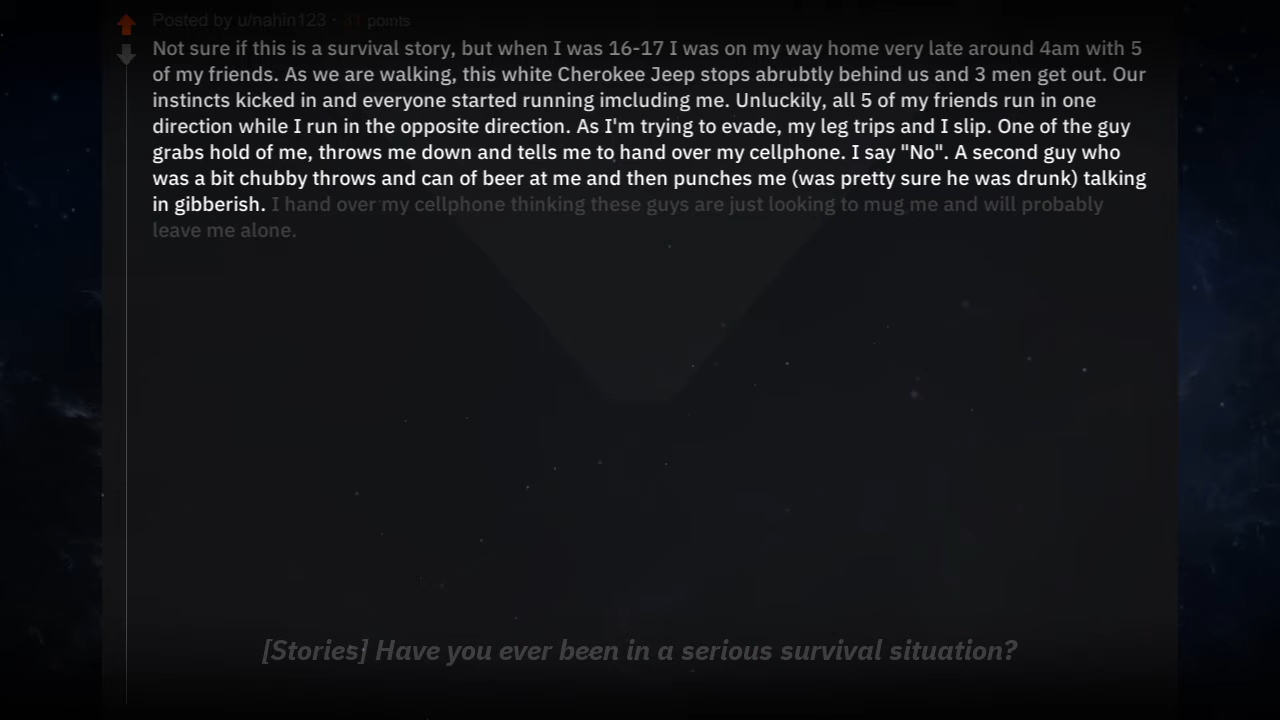 Posted by u/nahin123 · 31 points
Not sure if this is a survival story, but when I was 16-17 I was on my way home very late around 4am with 5
of my friends. As we are walking, this white Cherokee Jeep stops abrubtly behind us and 3 men get out. Our
instincts kicked in and everyone started running imcluding me. Unluckily, all 5 of my friends run in one
direction while I run in the opposite direction. As I'm trying to evade, my leg trips and I slip. One of the guy
grabs hold of me, throws me down and tells me to hand over my cellphone. I say "No". A second guy who
was a bit chubby throws and can of beer at me and then punches me (was pretty sure he was drunk) talking
in gibberish. I hand over my cellphone thinking these guys are just looking to mug me and will probably
leave me alone.
[Stories] Have you ever been in a serious survival situation?